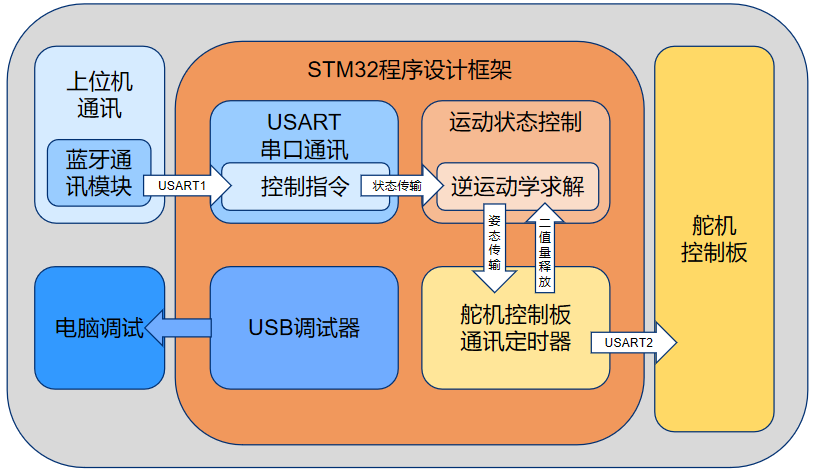 STM32程序设计框架
上位机
通讯
蓝牙通
讯模块
USART1
USART
串口通讯
控制指令
状态传输
运动状态控制
逆运动学求解
姿态传输
二值量释放
舵机
控制板
电脑调试
USB调试器
舵机控制板
通讯定时器
USART2